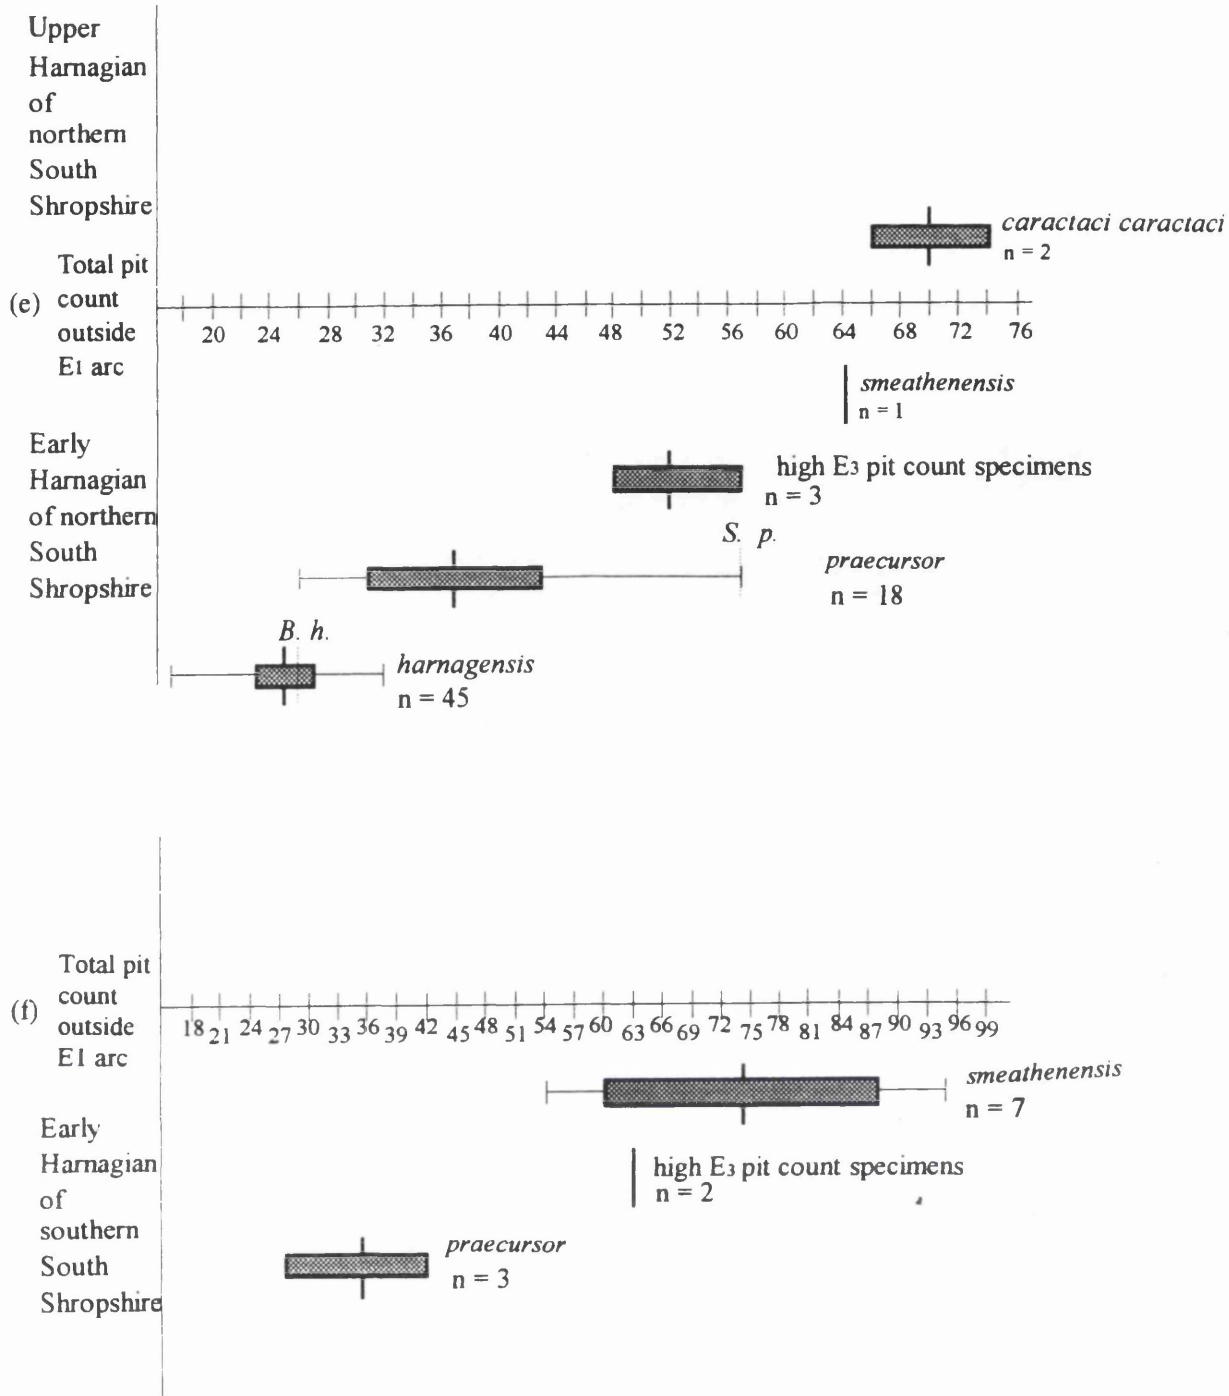 Upper
Harnagian
of
northern
South
Shropshire
caractaci caractaci
n = 2
(e)
Total pit
count
outside
E1 arc
20 24 28 32 36 40 44 48 52 56 60 64 68 72 76
smeathenensis
n = 1
Early
Harnagian
of northern
South
Shropshire
high E3 pit count specimens
n = 3
S. p.
praecursor
n = 18
B. h.
harnagensis
n = 45
(f)
Total pit
count
outside
E1 arc
18 21 24 27 30 33 36 39 42 45 48 51 54 57 60 63 66 69 72 75 78 81 84 87 90 93 96 99
smeathenensis
n = 7
Early
Harnagian
of
southern
South
Shropshire
high E3 pit count specimens
n = 2
praecursor
n = 3